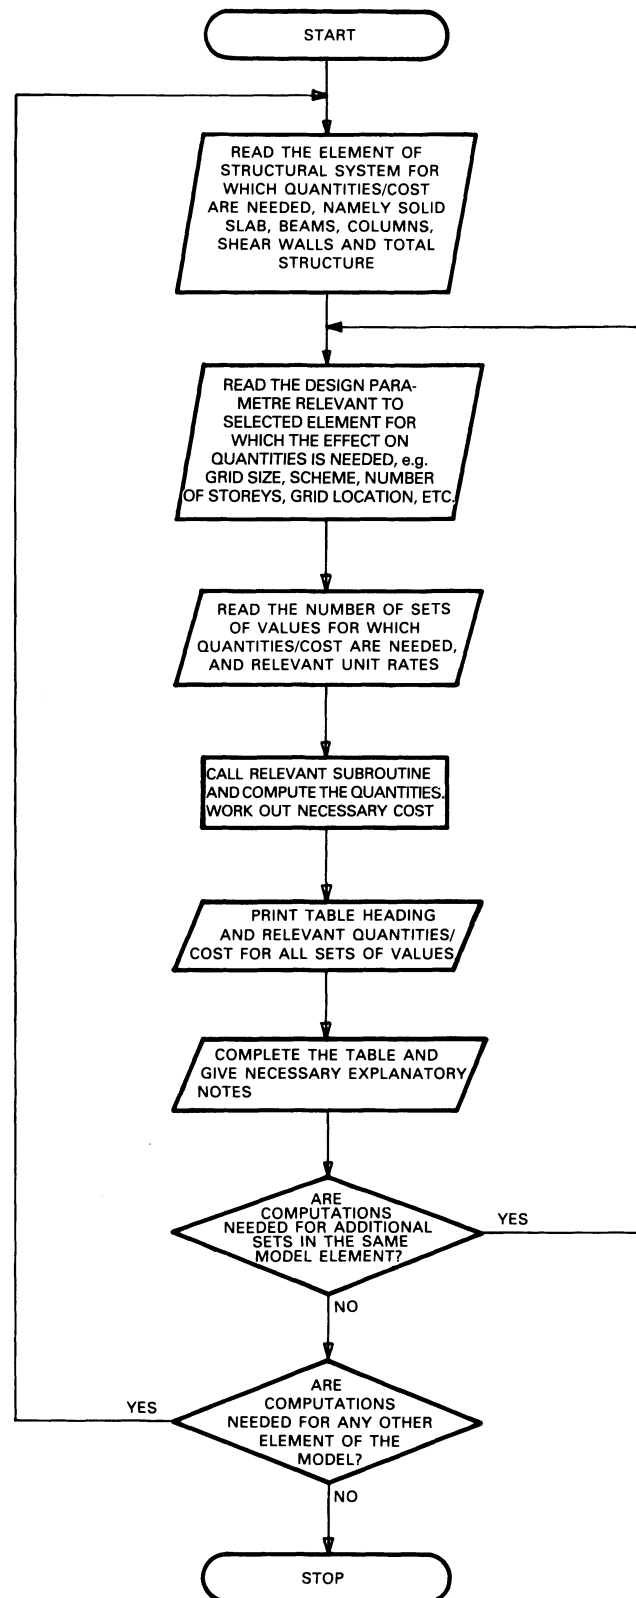 START
READ THE ELEMENT OF
STRUCTURAL SYSTEM FOR
WHICH QUANTITIES/COST
ARE NEEDED, NAMELY SOLID
SLAB, BEAMS, COLUMNS,
SHEAR WALLS AND TOTAL
STRUCTURE
READ THE DESIGN PARA-
METRE RELEVANT TO
SELECTED ELEMENT FOR
WHICH THE EFFECT ON
QUANTITIES IS NEEDED, e.g.
GRID SIZE, SCHEME, NUMBER
OF STOREYS, GRID LOCATION, ETC.
READ THE NUMBER OF SETS
OF VALUES FOR WHICH
QUANTITIES/COST ARE NEEDED,
AND RELEVANT UNIT RATES
CALL RELEVANT SUBROUTINE
AND COMPUTE THE QUANTITIES.
WORK OUT NECESSARY COST
PRINT TABLE HEADING
AND RELEVANT QUANTITIES/
COST FOR ALL SETS OF VALUES
COMPLETE THE TABLE AND
GIVE NECESSARY EXPLANATORY
NOTES
ARE
COMPUTATIONS
NEEDED FOR ADDITIONAL
SETS IN THE SAME
MODEL ELEMENT?
YES
NO
ARE
COMPUTATIONS
NEEDED FOR ANY OTHER
ELEMENT OF THE
MODEL?
YES
NO
STOP